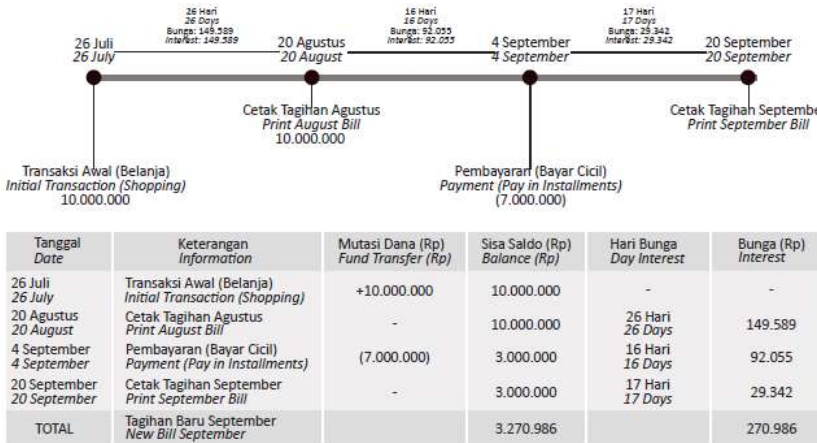 26 Hari
26 Days
Bunga: 149.589
Interest: 149.589
16 Hari
16 Days
Bunga: 92.055
Interest: 92.055
17 Hari
17 Days
Bunga: 29.342
Interest: 29.342
26 Juli
26 July
20 Agustus
20 August
4 September
4 September
20 September
20 September
Cetak Tagihan Agustus
Print August Bill
10.000.000
Cetak Tagihan Septembe
Print September Bill
Transaksi Awal (Belanja)
Initial Transaction (Shopping)
10.000.000
Pembayaran (Bayar Cicil)
Payment (Pay in Installments)
(7.000.000)
Tanggal Keterangan Mutasi Dana (Rp) Sisa Saldo (Rp) Hari Bunga Bunga (Rp)
Date Information Fund Transfer (Rp) Balance (Rp) Day Interest Interest
26 Juli Transaksi Awal (Belanja)
26 July Initial Transaction (Shopping) +10.000.000 10.000.000 - -
20 Agustus Cetak Tagihan Agustus 26 Hari
20 August Print August Bill - 10.000.000 26 Days 149.589
4 September Pembayaran (Bayar Cicil) 16 Hari
4 September Payment (Pay in Installments) (7.000.000) 3.000.000 16 Days 92.055
20 September Cetak Tagihan September 17 Hari
20 September Print September Bill - 3.000.000 17 Days 29.342
TOTAL Tagihan Baru September 3.270.986 270.986
New Bill September